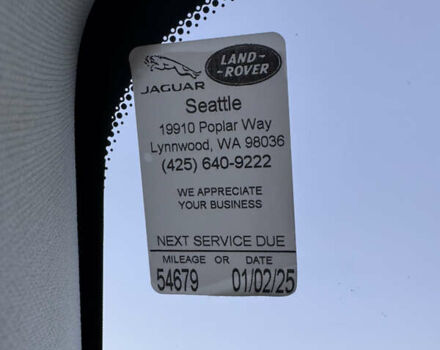 JAGUAR
LAND-
-ROVER
Seattle
19910 Poplar Way
Lynnwood, WA 98036
(425) 640-9222
WE APPRECIATE
YOUR BUSINESS
NEXT SERVICE DUE
MILEAGE OR DATE
54679 01/02/25